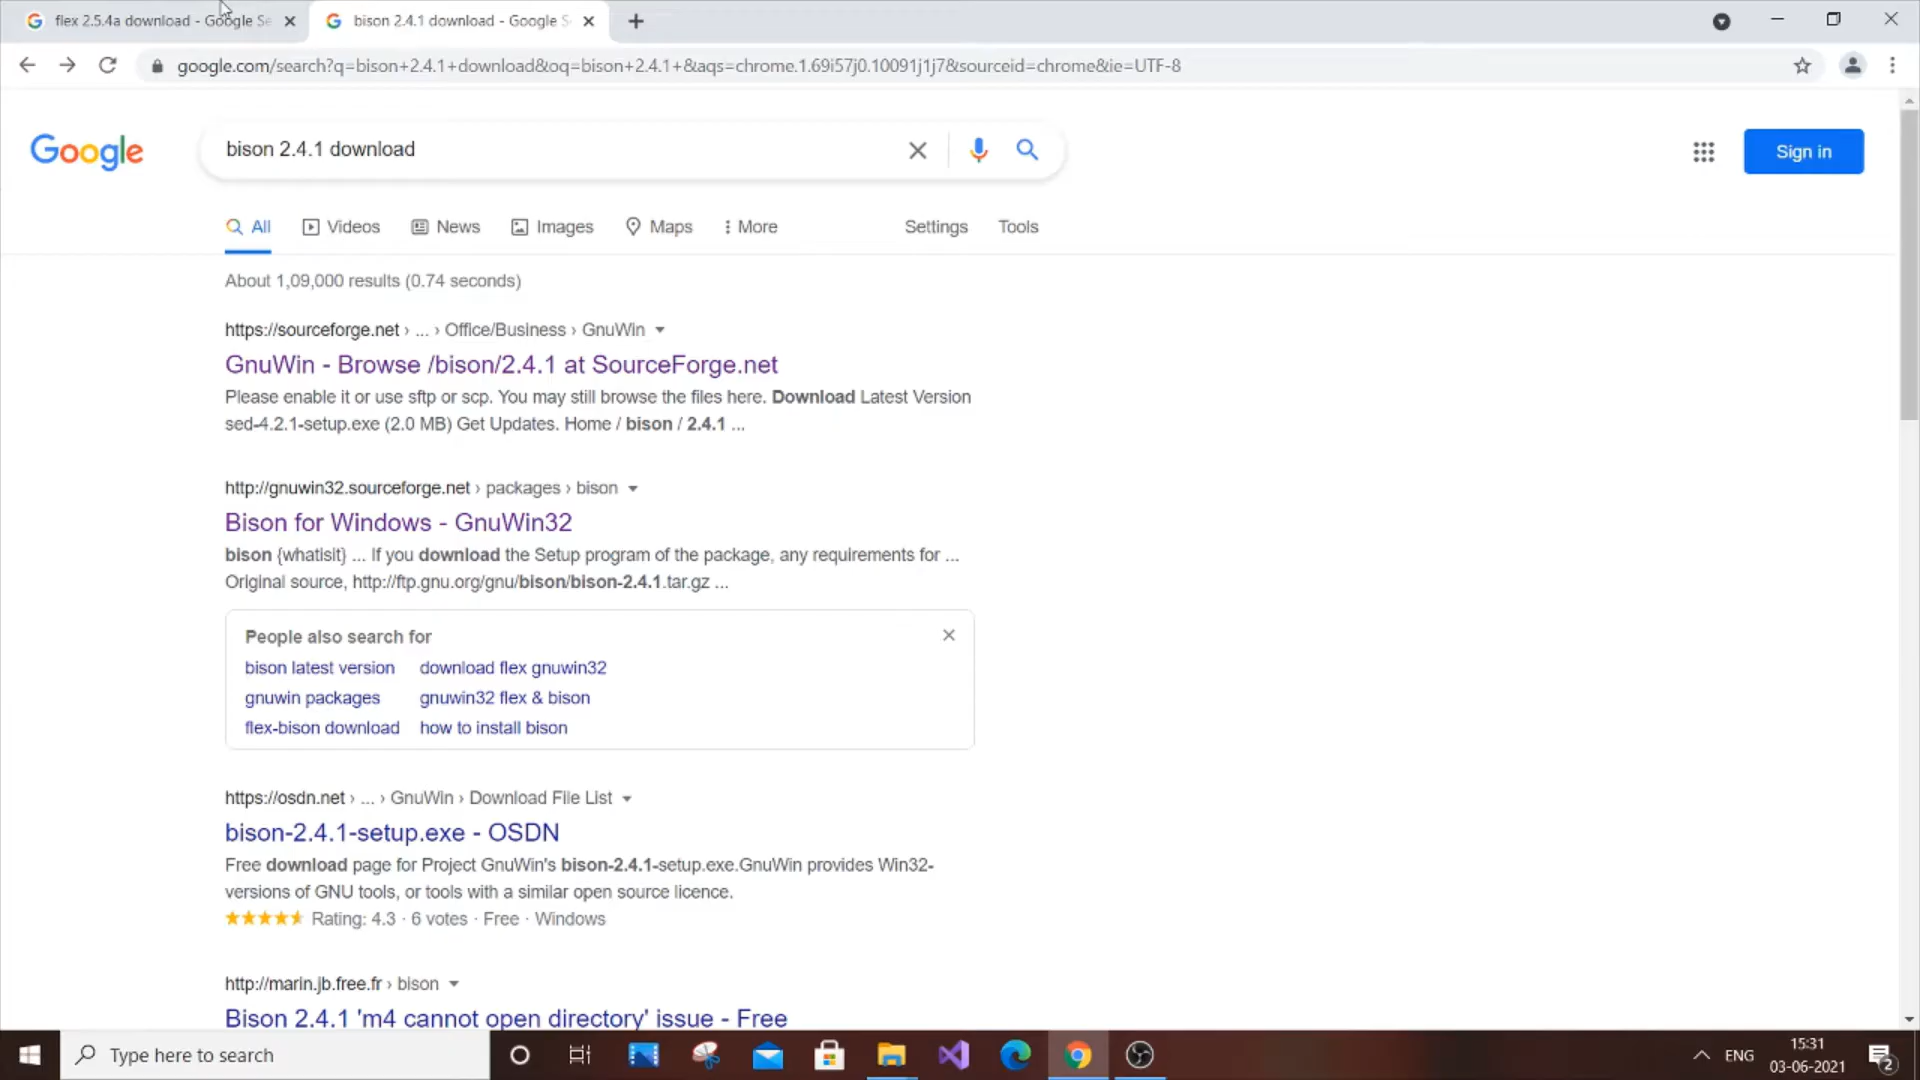 flex 2.5.4a download - Google Se
bison 2.4.1 download - Google S
google.com/search?q=bison+2.4.1+download&oq=bison+2.4.1+&aqs=chrome.1.69i57j0.10091j1j7&sourceid=chrome&ie=UTF-8
Google
bison 2.4.1 download
Sign in
All Videos News Images Maps More Settings Tools
About 1,09,000 results (0.74 seconds)
https://sourceforge.net › ... › Office/Business › GnuWin
GnuWin - Browse /bison/2.4.1 at SourceForge.net
Please enable it or use sftp or scp. You may still browse the files here. Download Latest Version
sed-4.2.1-setup.exe (2.0 MB) Get Updates. Home / bison / 2.4.1 ...
http://gnuwin32.sourceforge.net › packages › bison
Bison for Windows - GnuWin32
bison {whatisit} ... If you download the Setup program of the package, any requirements for ...
Original source, http://ftp.gnu.org/gnu/bison/bison-2.4.1.tar.gz ...
People also search for
bison latest version download flex gnuwin32
gnuwin packages gnuwin32 flex & bison
flex-bison download how to install bison
https://osdn.net › ... › GnuWin › Download File List
bison-2.4.1-setup.exe - OSDN
Free download page for Project GnuWin's bison-2.4.1-setup.exe.GnuWin provides Win32-
versions of GNU tools, or tools with a similar open source licence.
Rating: 4.3 · 6 votes · Free · Windows
http://marin.jb.free.fr › bison
Bison 2.4.1 'm4 cannot open directory' issue - Free
Type here to search
ENG
15:31
03-06-2021
2